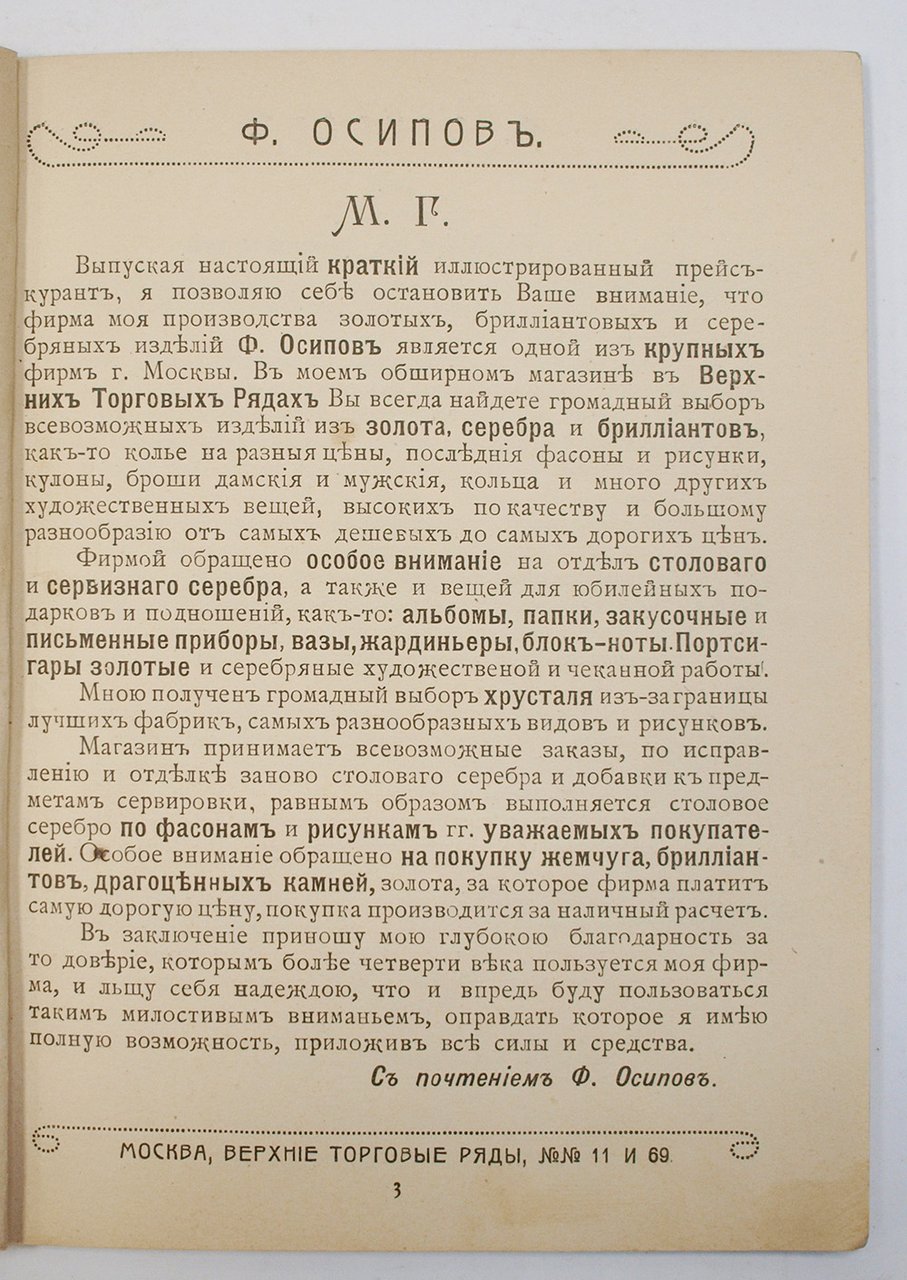 Ф. ОСИПОВЪ.
М. Г.
Выпуская настоящій краткій иллюстрированный прейсъ-
курантъ, я позволяю себѣ остановить Ваше вниманіе, что
фирма моя производства золотыхъ, брилліантовыхъ и сере-
бряныхъ издѣлій Ф. Осиповъ является одной изъ крупныхъ
фирмъ г. Москвы. Въ моемъ обширномъ магазинѣ въ Верх-
нихъ Торговыхъ Рядахъ Вы всегда найдете громадный выборъ
всевозможныхъ издѣлій изъ золота, серебра и брилліантовъ,
какъ-то колье на разныя цѣны, послѣднія фасоны и рисунки,
кулоны, броши дамскія и мужскія, кольца и много другихъ
художественныхъ вещей, высокихъ по качеству и большому
разнообразію отъ самыхъ дешевыхъ до самыхъ дорогихъ цѣнъ.
Фирмой обращено особое вниманіе на отдѣлъ столоваго
и сервизнаго серебра, а также и вещей для юбилейныхъ по-
дарковъ и подношеній, какъ-то: альбомы, папки, закусочные и
письменные приборы, вазы, жардиньеры, блокъ-ноты. Портси-
гары золотые и серебряные художественой и чеканной работы.
Мною полученъ громадный выборъ хрусталя изъ-за границы
лучшихъ фабрикъ, самыхъ разнообразныхъ видовъ и рисунковъ.
Магазинъ принимаетъ всевозможные заказы, по исправ-
ленію и отдѣлкѣ заново столоваго серебра и добавки къ пред-
метамъ сервировки, равнымъ образомъ выполняется столовое
серебро по фасонамъ и рисункамъ гг. уважаемыхъ покупате-
лей. Особое вниманіе обращено на покупку жемчуга, брилліан-
товъ, драгоцѣнныхъ камней, золота, за которое фирма платитъ
самую дорогую цѣну, покупка производится за наличный расчетъ.
Въ заключеніе приношу мою глубокою благодарность за
то довѣріе, которымъ болѣе четверти вѣка пользуется моя фир-
ма, и льщу себя надеждою, что и впредь буду пользоваться
такимъ милостивымъ вниманьемъ, оправдать которое я имѣю
полную возможность, приложивъ всѣ силы и средства.
Съ почтеніемъ Ф. Осиповъ.
МОСКВА, ВЕРХНІЕ ТОРГОВЫЕ РЯДЫ, №№ 11 И 69.
3